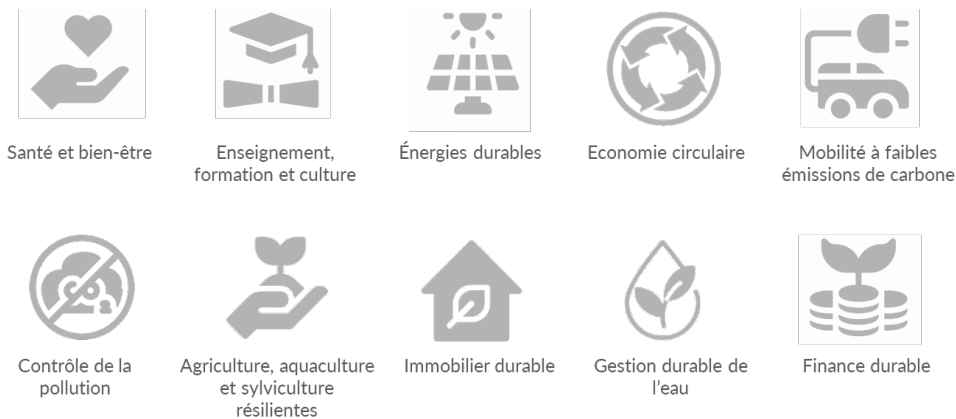 Santé et bien-être
Enseignement,
formation et culture
Énergies durables
Economie circulaire
Mobilité à faibles
émissions de carbone
Contrôle de la
pollution
Agriculture, aquaculture
et sylviculture
résilientes
Immobilier durable
Gestion durable de
l'eau
Finance durable